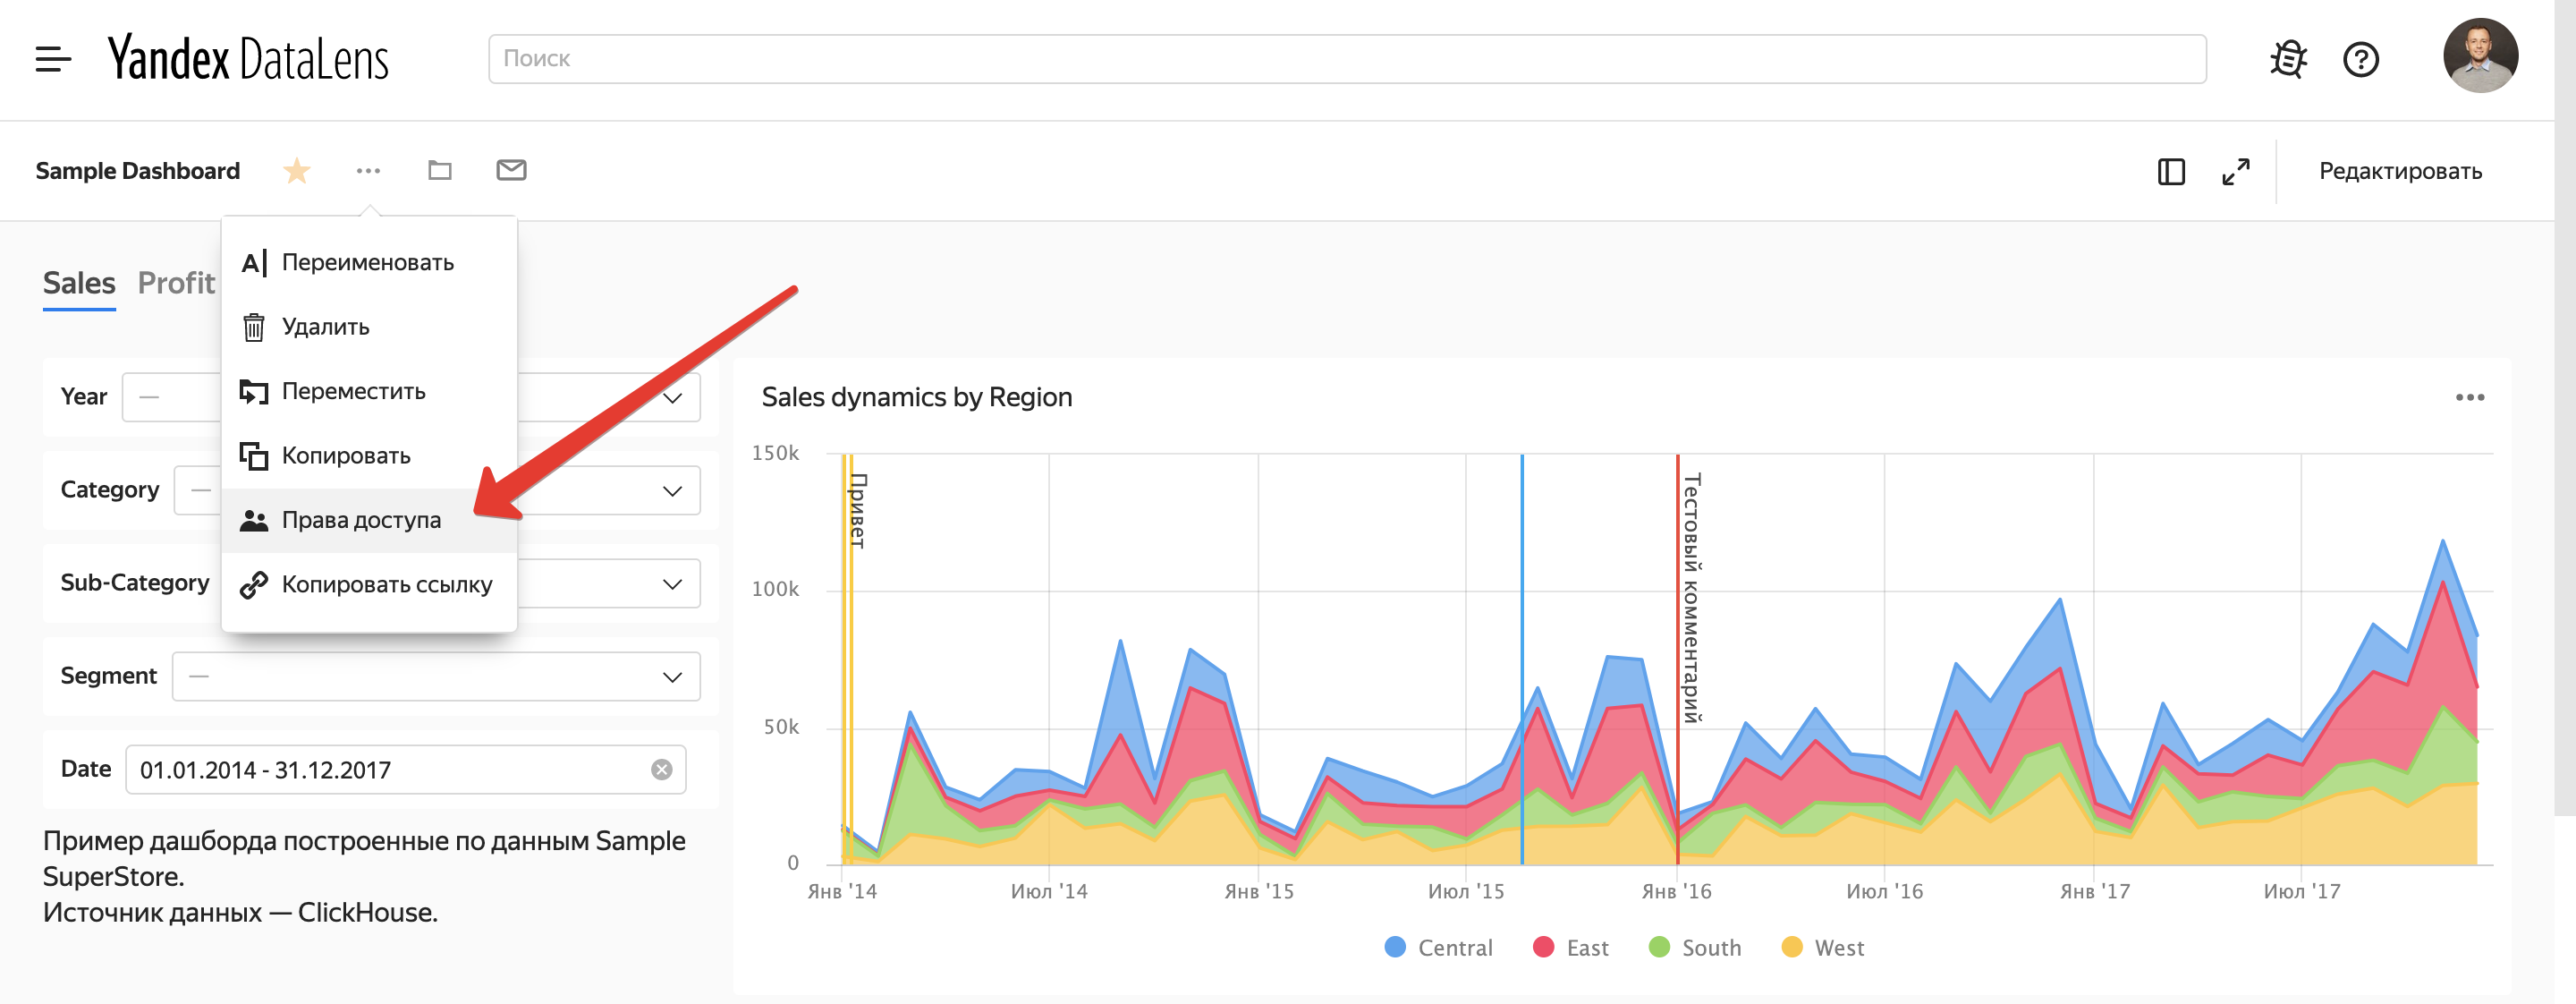 Yandex DataLens
Поиск
Sample Dashboard
Редактировать
Переименовать
Удалить
Переместить
Копировать
Права доступа
Копировать ссылку
Sales Profit
Year —
Category —
Sub-Category
Segment —
Date 01.01.2014 - 31.12.2017
Пример дашборда построенные по данным Sample
SuperStore.
Источник данных — ClickHouse.
Sales dynamics by Region
150k
100k
50k
0
Привет
Тестовый комментарий
Янв '14 Июл '14 Янв '15 Июл '15 Янв '16 Июл '16 Янв '17 Июл '17
Central East South West